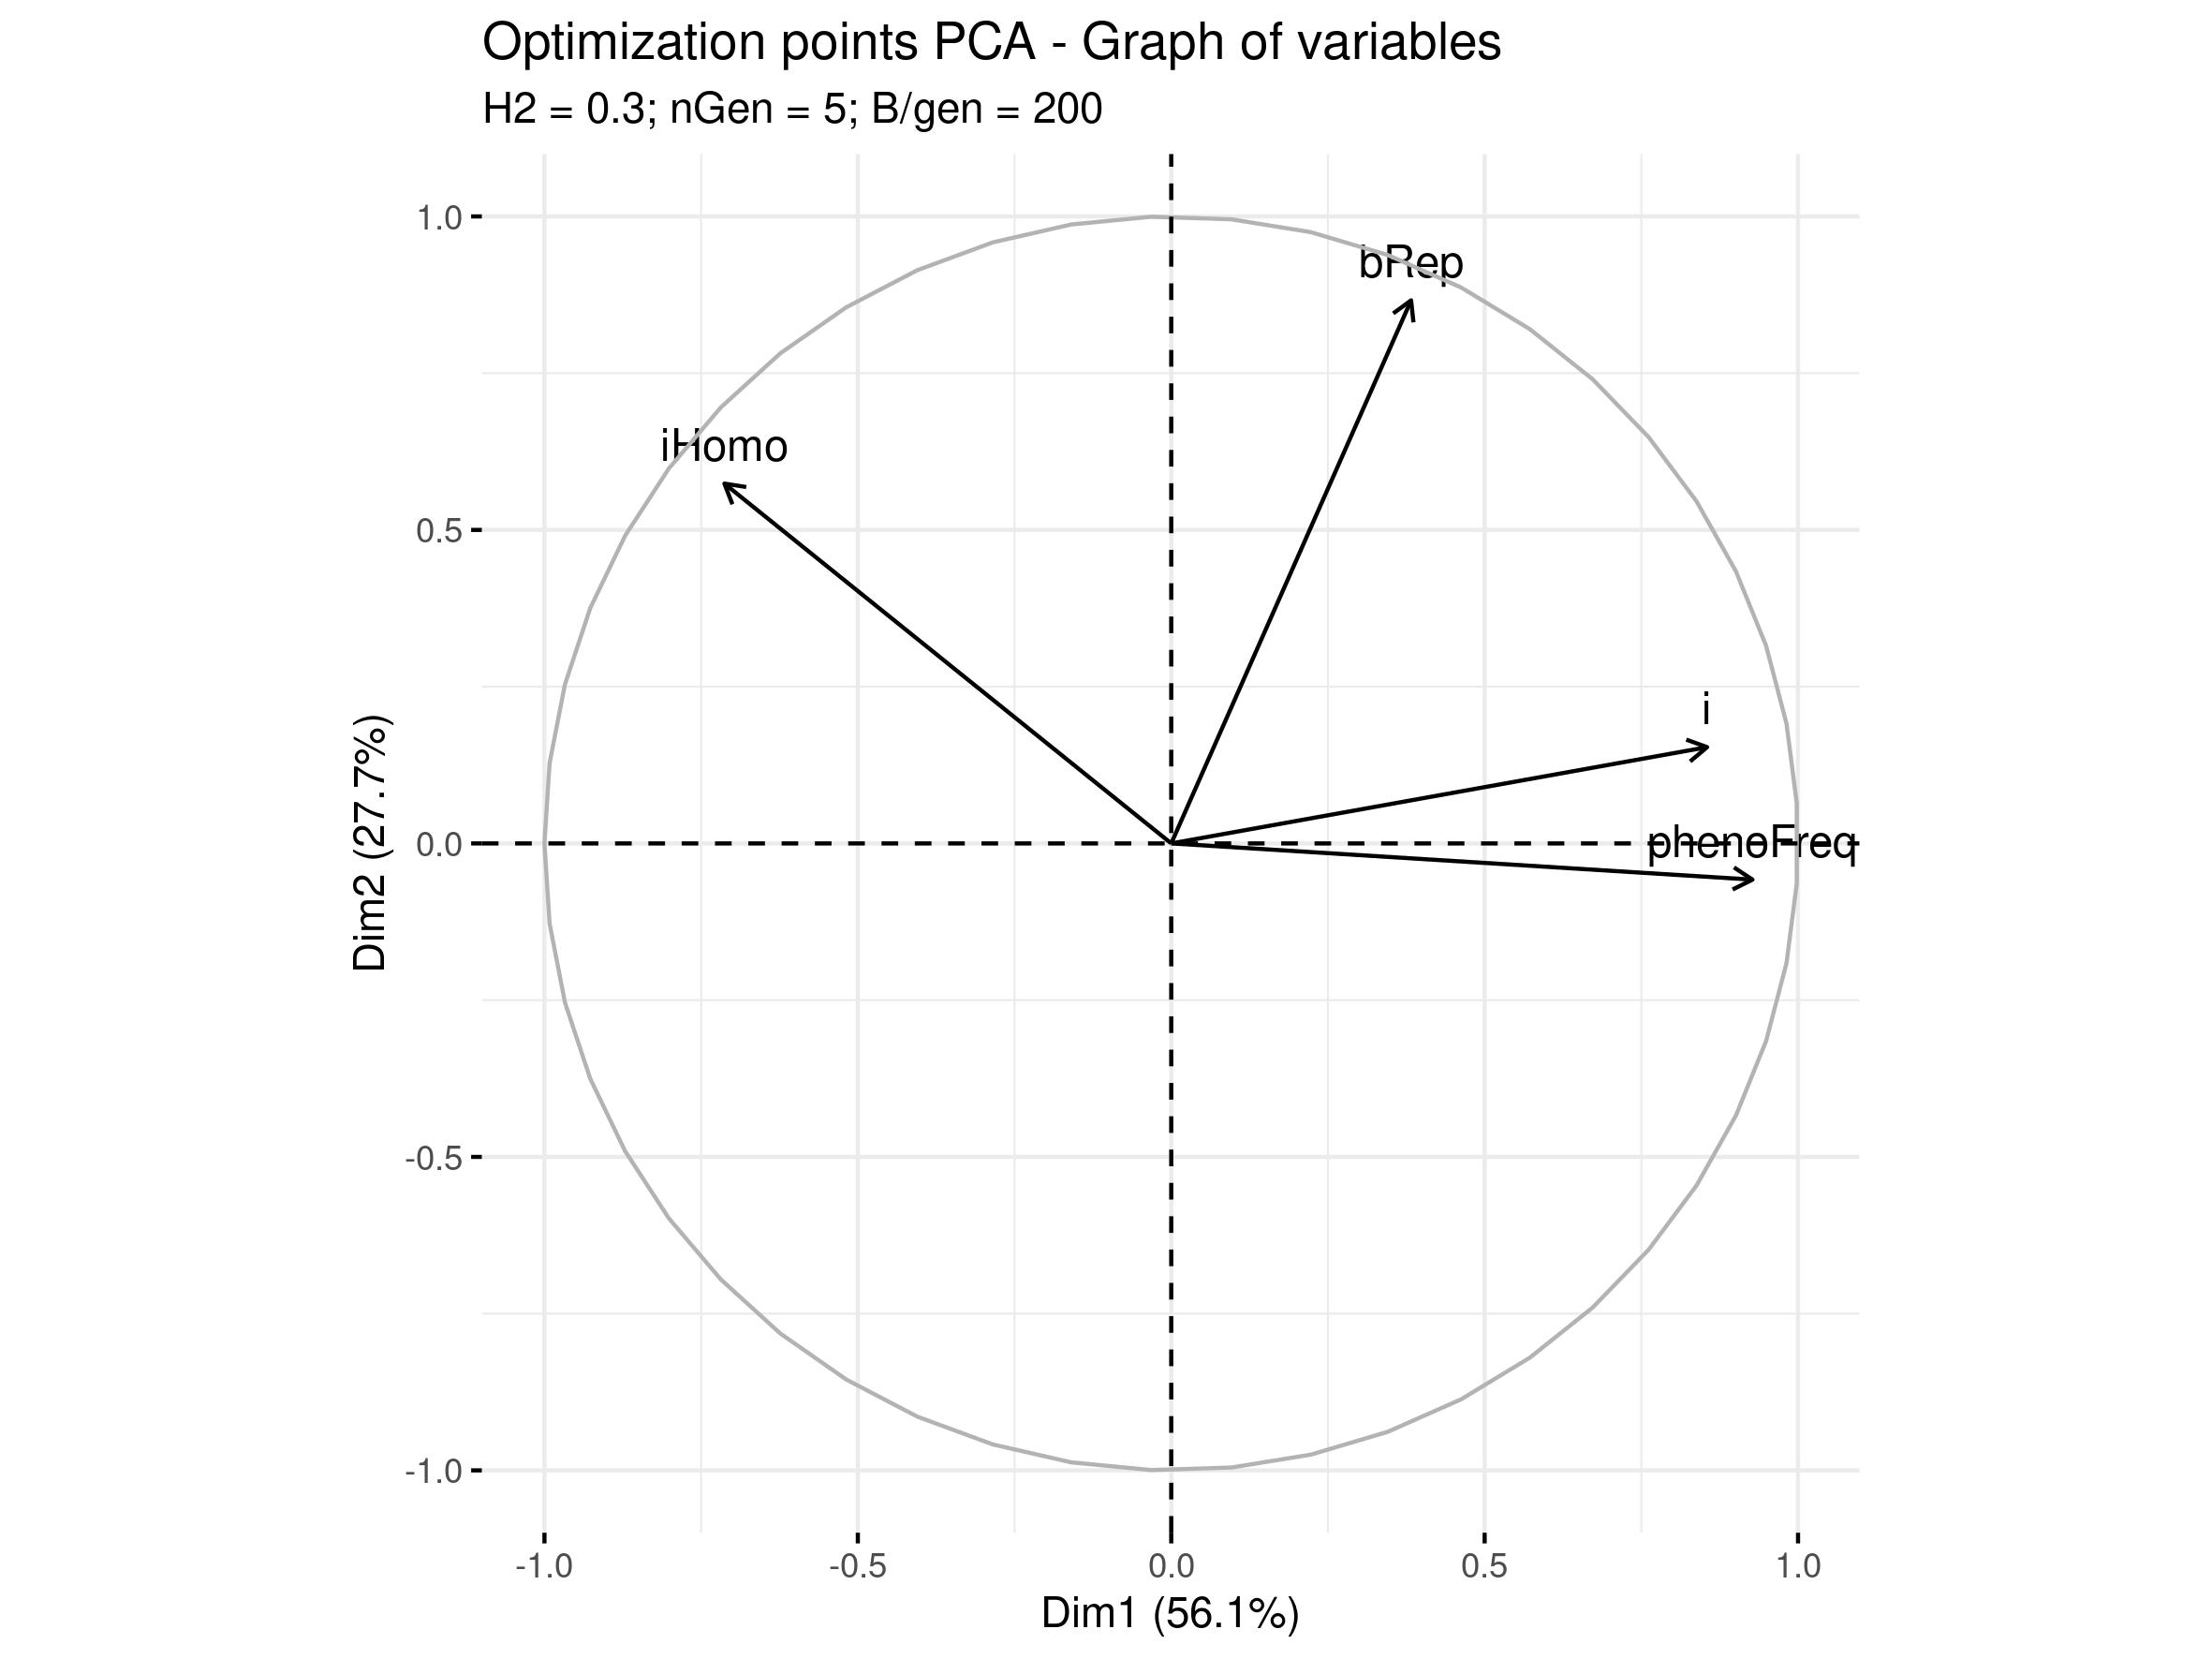 Optimization points PCA - Graph of variables
H2 = 0.3; nGen = 5; B/gen = 200
1.0
0.5
0.0
-0.5
-1.0
Dim2 (27.7%)
bRep
iHomo
i
phenoFreq
-1.0
-0.5
0.0
0.5
1.0
Dim1 (56.1%)